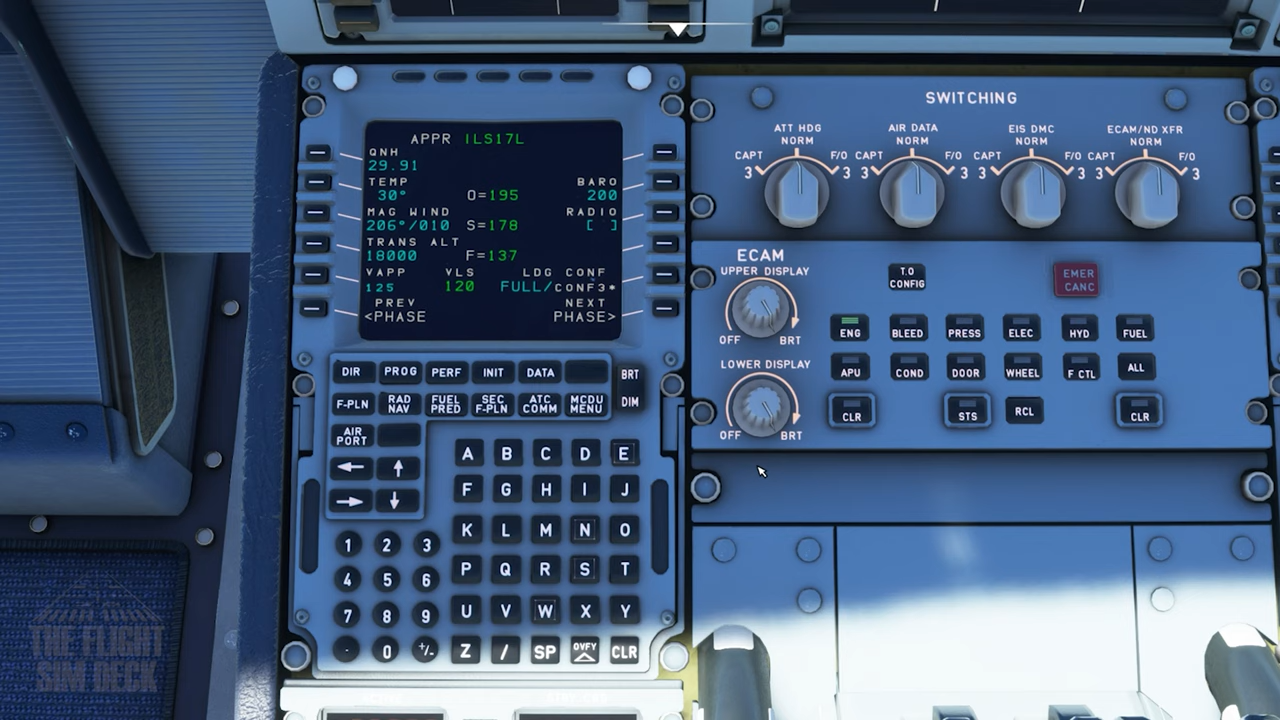 APPR ILS17L
QNH
29.91
TEMP BARO
30° O=195 200
MAG WIND RADIO
206°/010 S=178 [ ]
TRANS ALT
18000 F=137
VAPP VLS LDG CONF
125 120 FULL/CONF3*
PREV NEXT
<PHASE PHASE>
DIR PROG PERF INIT DATA
BRT
F-PLN RAD NAV FUEL PRED SEC F-PLN ATC COMM MCDU MENU
DIM
AIR PORT
A B C D E
F G H I J
K L M N O
1 2 3
P Q R S T
4 5 6
U V W X Y
7 8 9
. 0 +/- Z / SP OVFY CLR
SWITCHING
ATT HDG AIR DATA EIS DMC ECAM/ND XFR
NORM NORM NORM NORM
CAPT F/O CAPT F/O CAPT F/O CAPT F/O
3 3 3 3 3 3 3 3
ECAM
UPPER DISPLAY
OFF BRT
T.O CONFIG
EMER CANC
ENG BLEED PRESS ELEC HYD FUEL
LOWER DISPLAY
OFF BRT
APU COND DOOR WHEEL F CTL ALL
CLR STS RCL CLR
THE FLIGHT
SIM DECK